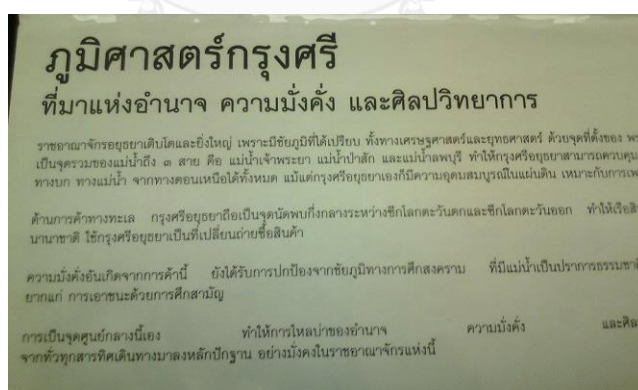 ภูมิศาสตร์กรุงศรี
ที่มาแห่งอำนาจ ความมั่งคั่ง และศิลปวิทยาการ
ราชอาณาจักรอยุธยาเติบโตและยิ่งใหญ่ เพราะมีชัยภูมิที่ได้เปรียบ ทั้งทางเศรษฐศาสตร์และยุทธศาสตร์ ด้วยจุดที่ตั้งของ
เป็นจุดรวมของแม่น้ำถึง ๓ สาย คือ แม่น้ำเจ้าพระยา แม่น้ำป่าสัก และแม่น้ำลพบุรี ทำให้กรุงศรีอยุธยาสามารถควบคุม
ทางบก ทางแม่น้ำ จากทางตอนเหนือได้ทั้งหมด แม้แต่กรุงศรีอยุธยาเองก็มีความอุดมสมบูรณ์ในแผ่นดิน เหมาะกับการ
ด้านการค้าทางทะเล กรุงศรีอยุธยาถือเป็นจุดนัดพบกึ่งกลางระหว่างซีกโลกตะวันตกและซีกโลกตะวันออก ทำให้เรือ
นานาชาติ ใช้กรุงศรีอยุธยาเป็นที่เปลี่ยนถ่ายซื้อสินค้า
ความมั่งคั่งอันเกิดจากการค้านี้ ยังได้รับการปกป้องจากชัยภูมิทางการศึกสงคราม ที่มีแม่น้ำเป็นปราการธรรมชาติ
ยากแก่ การเอาชนะด้วยการศึกสามัญ
การเป็นจุดศูนย์กลางนี้เอง ทำให้การไหลบ่าของอำนาจ ความมั่งคั่ง และ
จากทั่วทุกสารทิศเดินทางมาลงหลักปักฐาน อย่างมั่งคงในราชอาณาจักรแห่งนี้